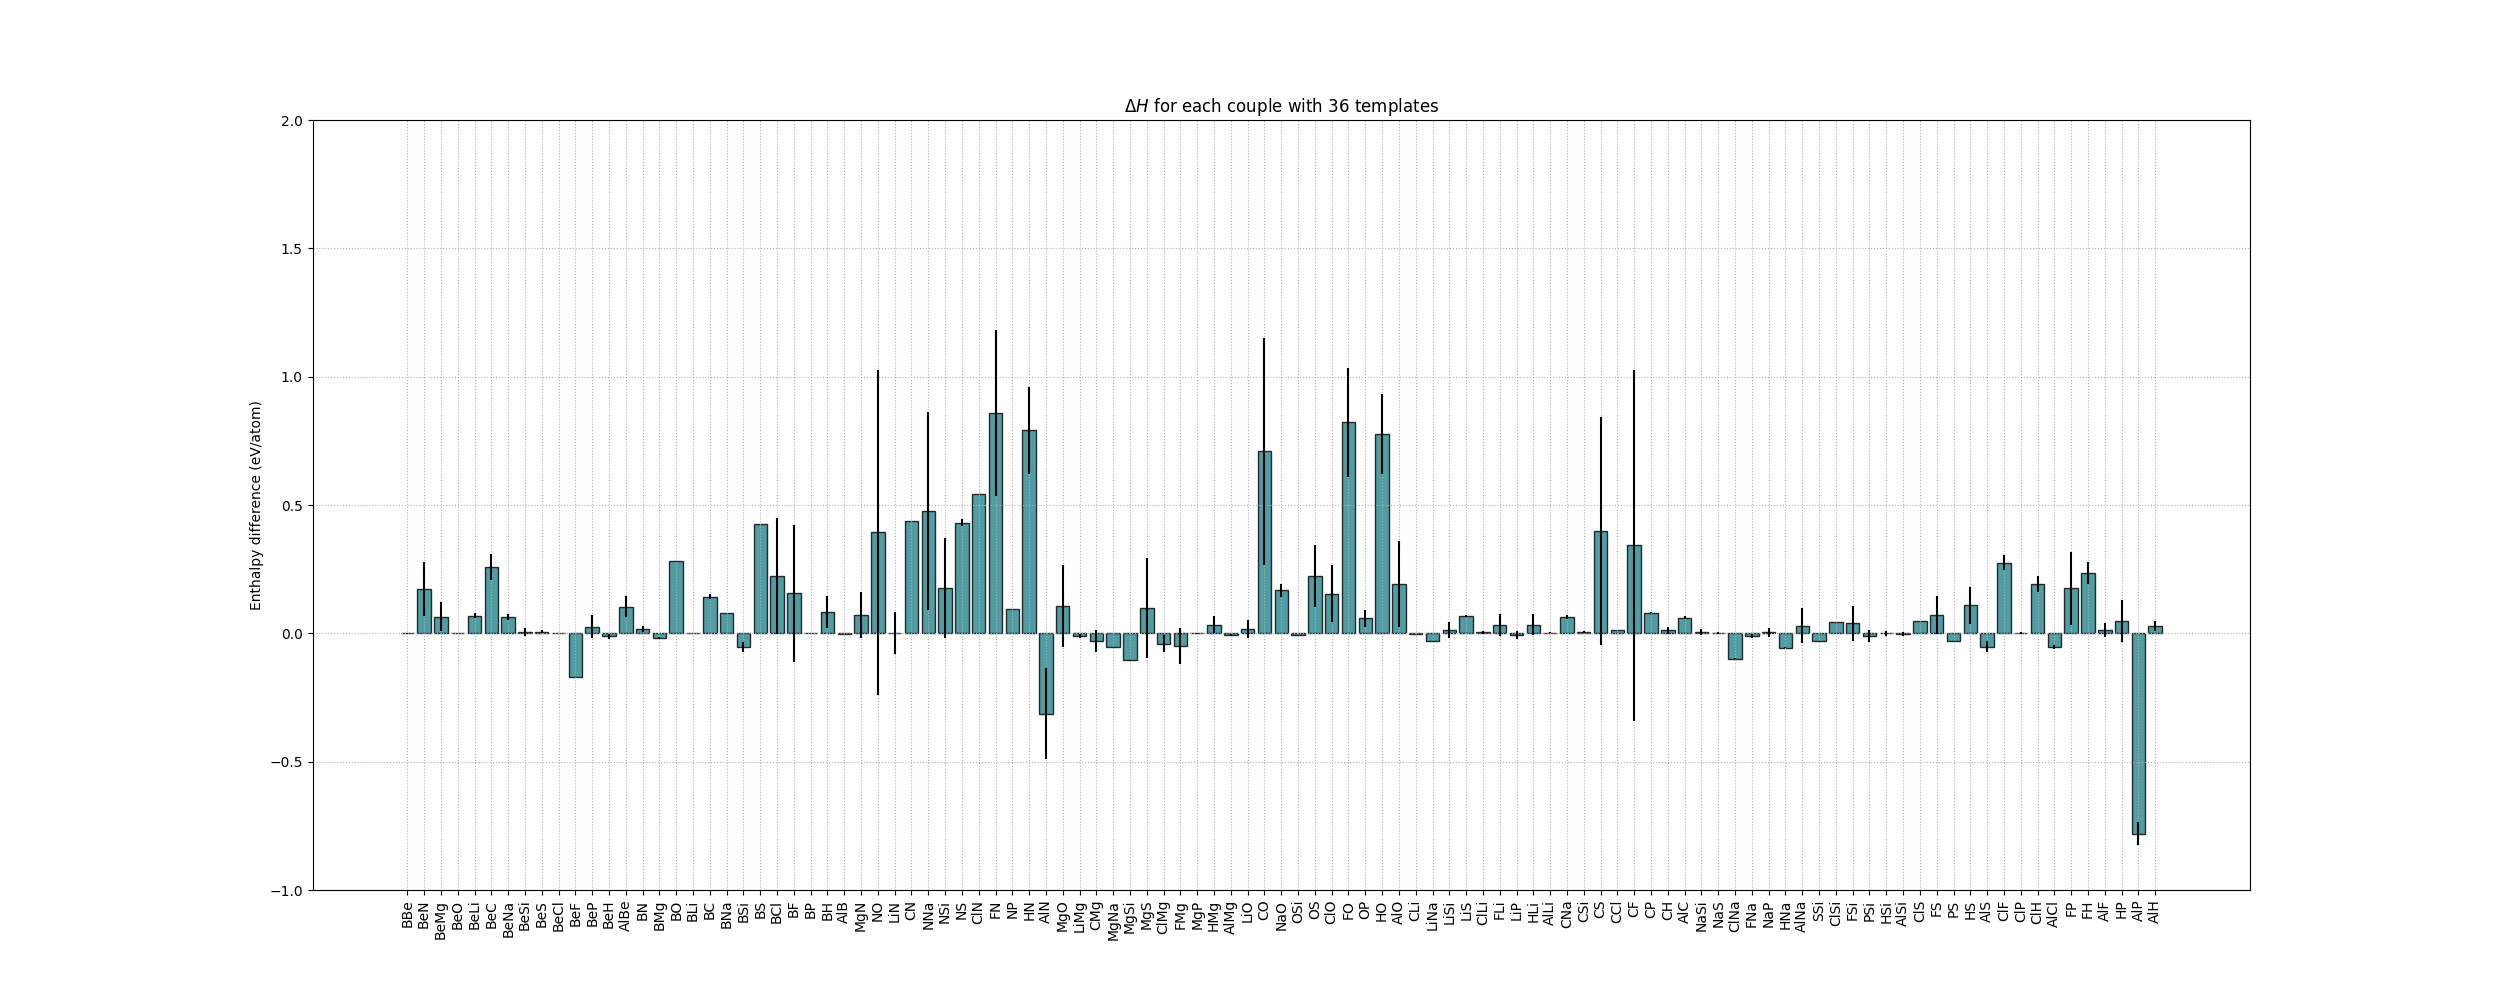 ΔH for each couple with 36 templates
Enthalpy difference (eV/atom)
2.0
1.5
1.0
0.5
0.0
−0.5
−1.0
BBe
BeN
BeMg
BeO
BeLi
BeC
BeNa
BeSi
BeS
BeCl
BeF
BeP
BeH
AlBe
BN
BMg
BO
BLi
BC
BNa
BSi
BS
BCl
BF
BP
BH
AlB
MgN
NO
LiN
CN
NNa
NSi
NS
ClN
FN
NP
HN
AlN
MgO
LiMg
CMg
MgNa
MgSi
MgS
ClMg
FMg
MgP
HMg
AlMg
LiO
CO
NaO
OSi
OS
ClO
FO
OP
HO
AlO
CLi
LiNa
LiSi
LiS
ClLi
FLi
LiP
HLi
AlLi
CNa
CSi
CS
CCl
CF
CP
CH
AlC
NaSi
NaS
ClNa
FNa
NaP
HNa
AlNa
SSi
ClSi
FSi
PSi
HSi
AlSi
ClS
FS
PS
HS
AlS
ClF
ClP
ClH
AlCl
FP
FH
AlF
HP
AlP
AlH